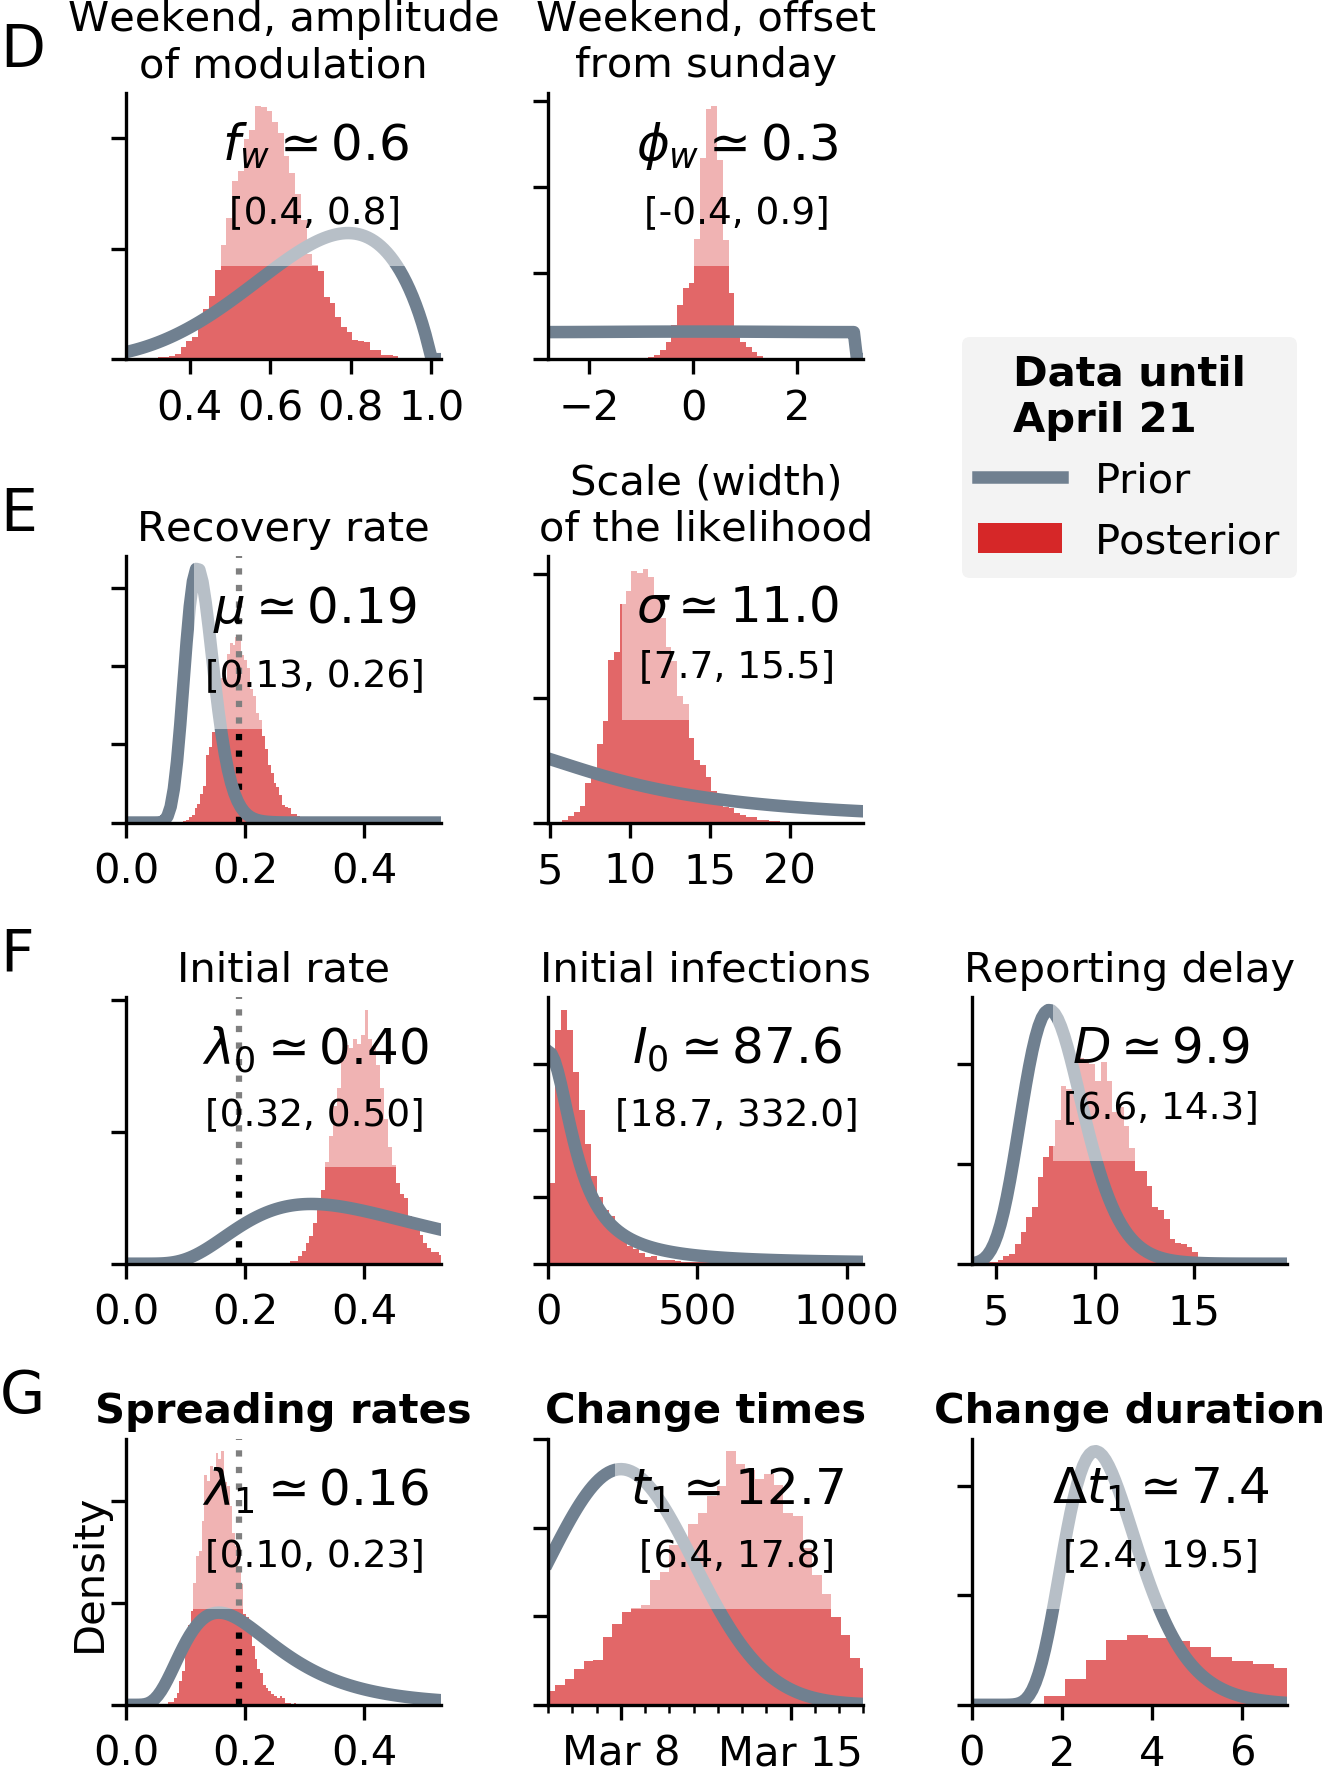 D
Weekend, amplitude
of modulation
f_w ≃ 0.6
[0.4, 0.8]
0.4 0.6 0.8 1.0
Weekend, offset
from sunday
ϕ_w ≃ 0.3
[-0.4, 0.9]
−2 0 2
Data until
April 21
Prior
Posterior
E
Recovery rate
μ ≃ 0.19
[0.13, 0.26]
0.0 0.2 0.4
Scale (width)
of the likelihood
σ ≃ 11.0
[7.7, 15.5]
5 10 15 20
F
Initial rate
λ_0 ≃ 0.40
[0.32, 0.50]
0.0 0.2 0.4
Initial infections
I_0 ≃ 87.6
[18.7, 332.0]
0 500 1000
Reporting delay
D ≃ 9.9
[6.6, 14.3]
5 10 15
G
Spreading rates
λ_1 ≃ 0.16
[0.10, 0.23]
Density
0.0 0.2 0.4
Change times
t_1 ≃ 12.7
[6.4, 17.8]
Mar 8 Mar 15
Change duration
Δt_1 ≃ 7.4
[2.4, 19.5]
0 2 4 6